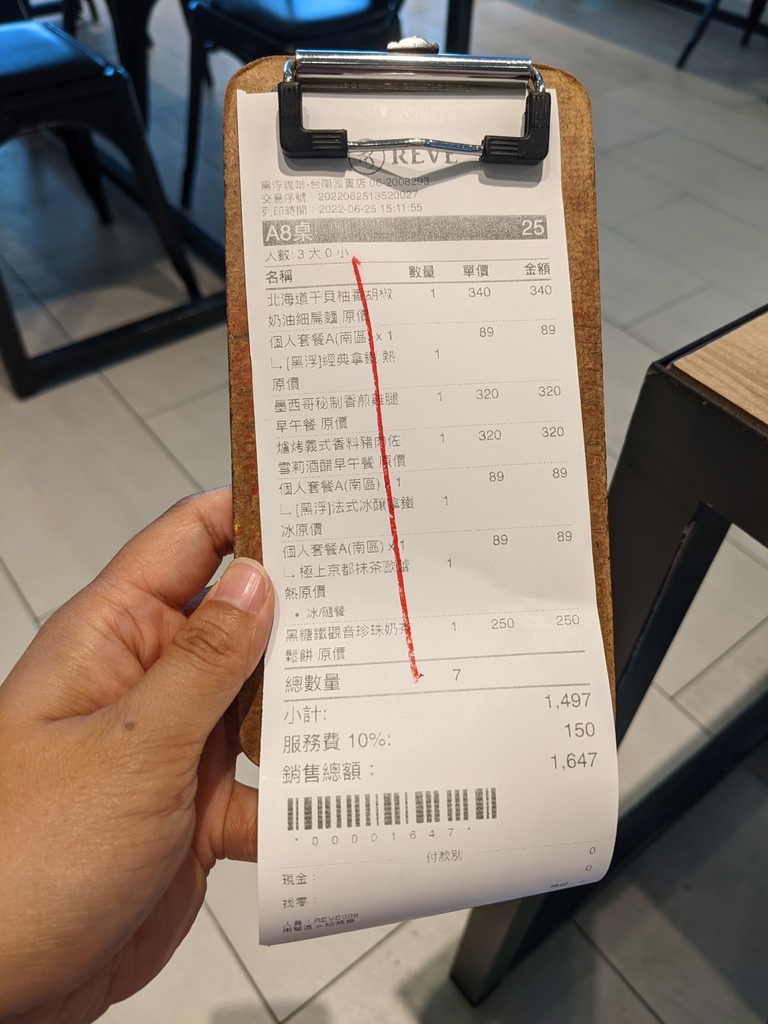 REVE
黑浮咖啡-台南國賓店 06-2008293
交易序號：2022062513520027
列印時間：2022-06-25 15:11:55
A8桌 25
人數: 3 大 0 小
名稱 數量 單價 金額
北海道干貝柚香胡椒 1 340 340
奶油細扁麵 原價
個人套餐A(南區) x 1 89 89
[黑浮]經典拿鐵 熱 1
原價
墨西哥秘制香煎雞腿 1 320 320
早午餐 原價
爐烤義式香料豬肉佐 1 320 320
雪莉酒醋早午餐 原價
個人套餐A(南區) 1 89 89
[黑浮]法式冰釀拿鐵 1
冰原價
個人套餐A(南區) x 1 89 89
極上京都抹茶歐蕾 1
熱原價
• 冰/隨餐
黑糖鐵觀音珍珠奶茶 1 250 250
鬆餅 原價
總數量 7
小計: 1,497
服務費 10%: 150
銷售總額： 1,647
*00001647*
付款別
現金： 0
找零： 0
人員：REVE009